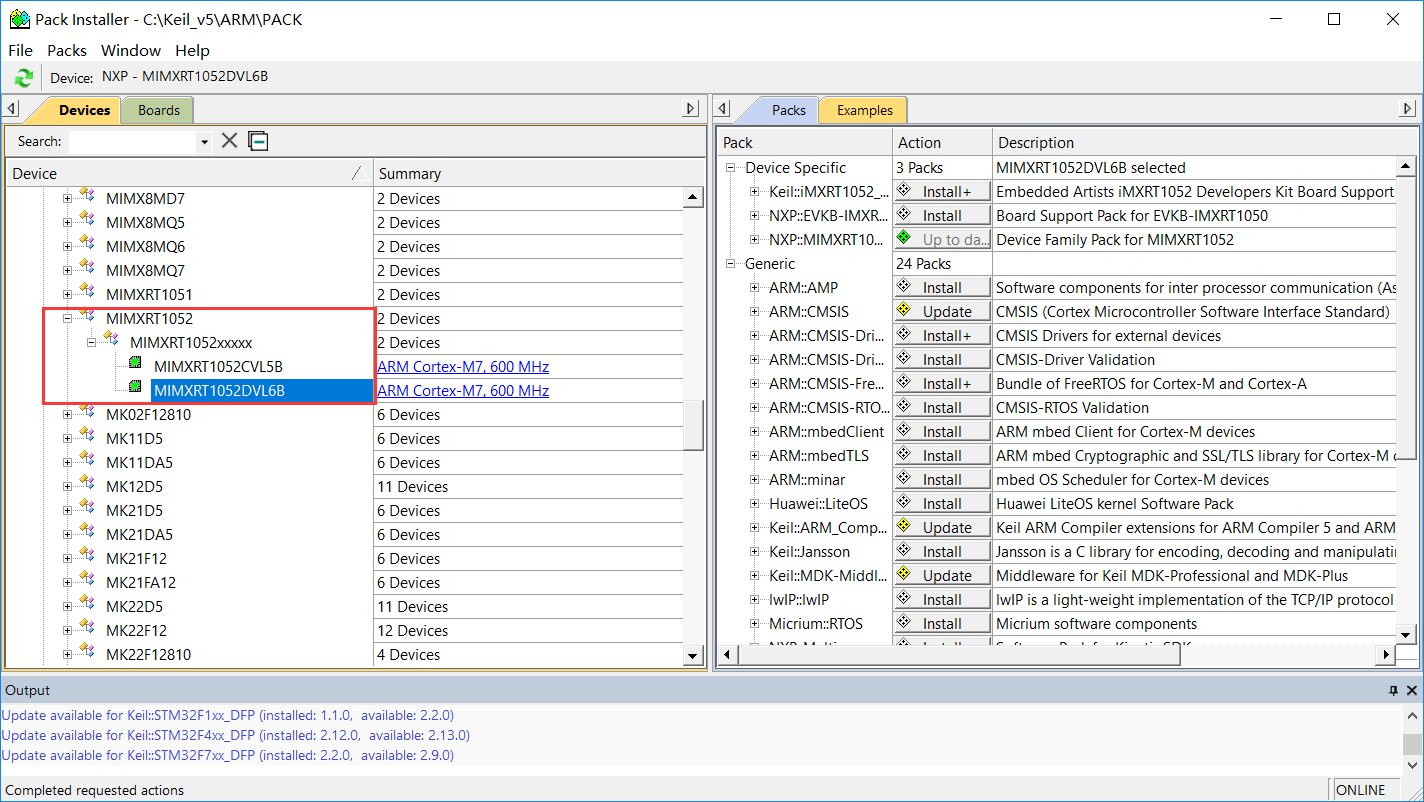 Pack Installer - C:\Keil_v5\ARM\PACK
File Packs Window Help
Device: NXP - MIMXRT1052DVL6B
Devices Boards
Search:
Device Summary
MIMX8MD7 2 Devices
MIMX8MQ5 2 Devices
MIMX8MQ6 2 Devices
MIMX8MQ7 2 Devices
MIMXRT1051 2 Devices
MIMXRT1052 2 Devices
MIMXRT1052xxxxx 2 Devices
MIMXRT1052CVL5B ARM Cortex-M7, 600 MHz
MIMXRT1052DVL6B ARM Cortex-M7, 600 MHz
MK02F12810 6 Devices
MK11D5 6 Devices
MK11DA5 6 Devices
MK12D5 11 Devices
MK21D5 6 Devices
MK21DA5 6 Devices
MK21F12 6 Devices
MK21FA12 6 Devices
MK22D5 11 Devices
MK22F12 12 Devices
MK22F12810 4 Devices
Packs Examples
Pack Action Description
Device Specific 3 Packs MIMXRT1052DVL6B selected
Keil::iMXRT1052_... Install+ Embedded Artists iMXRT1052 Developers Kit Board Support
NXP::EVKB-IMXR... Install Board Support Pack for EVKB-IMXRT1050
NXP::MIMXRT10... Up to da... Device Family Pack for MIMXRT1052
Generic 24 Packs
ARM::AMP Install Software components for inter processor communication (As
ARM::CMSIS Update CMSIS (Cortex Microcontroller Software Interface Standard)
ARM::CMSIS-Dri... Install+ CMSIS Drivers for external devices
ARM::CMSIS-Dri... Install CMSIS-Driver Validation
ARM::CMSIS-Fre... Install+ Bundle of FreeRTOS for Cortex-M and Cortex-A
ARM::CMSIS-RTO... Install CMSIS-RTOS Validation
ARM::mbedClient Install ARM mbed Client for Cortex-M devices
ARM::mbedTLS Install ARM mbed Cryptographic and SSL/TLS library for Cortex-M
ARM::minar Install mbed OS Scheduler for Cortex-M devices
Huawei::LiteOS Install Huawei LiteOS kernel Software Pack
Keil::ARM_Comp... Update Keil ARM Compiler extensions for ARM Compiler 5 and ARM
Keil::Jansson Install Jansson is a C library for encoding, decoding and manipulati
Keil::MDK-Middl... Update Middleware for Keil MDK-Professional and MDK-Plus
lwIP::lwIP Install lwIP is a light-weight implementation of the TCP/IP protocol
Micrium::RTOS Install Micrium software components
Output
Update available for Keil::STM32F1xx_DFP (installed: 1.1.0, available: 2.2.0)
Update available for Keil::STM32F4xx_DFP (installed: 2.12.0, available: 2.13.0)
Update available for Keil::STM32F7xx_DFP (installed: 2.2.0, available: 2.9.0)
Completed requested actions ONLINE